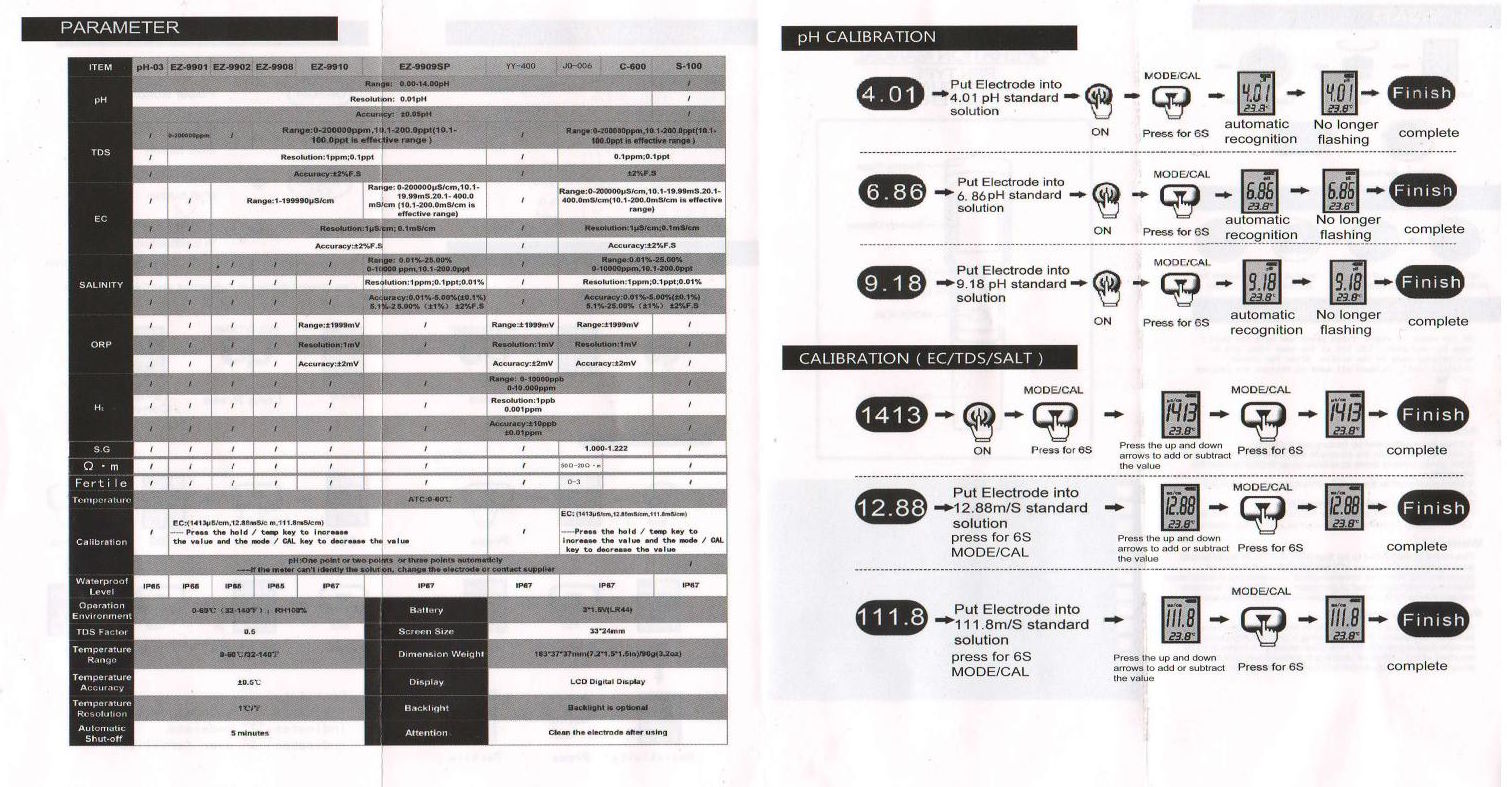 PARAMETER
ITEM pH-03 EZ-9901 EZ-9902 EZ-9908 EZ-9910 EZ-9909SP YY-400 JQ-006 C-600 S-100
pH
Range: 0.00-14.00pH /
Resolution: 0.01pH /
Accuracy: ±0.05pH /
TDS
/ 0-200000ppm / Range:0-200000ppm,10.1-200.0ppt(10.1-
100.0ppt is effective range ) / Range:0-200000ppm,10.1-200.0ppt(10.1-
100.0ppt is effective range )
/ Resolution:1ppm;0.1ppt / 0.1ppm;0.1ppt
/ Accuracy:±2%F.S / ±2%F.S
EC
/ / Range:1-199990μS/cm
Range: 0-200000μS/cm,10.1-
19.99mS.20.1- 400.0
mS/cm (10.1-200.0mS/cm is
effective range)
/
Range:0-200000μS/cm,10.1-19.99mS.20.1-
400.0mS/cm(10.1-200.0mS/cm is effective
range)
/ / Resolution:1μS/cm; 0.1mS/cm / Resolution:1μS/cm;0.1mS/cm
/ / Accuracy:±2%F.S / Accuracy:±2%F.S
SALINITY
/ / / / / Range: 0.01%-25.00%
0-10000 ppm,10.1-200.0ppt / Range:0.01%-25.00%
0-10000ppm,10.1-200.0ppt
/ / / / / Resolution:1ppm;0.1ppt;0.01% / Resolution:1ppm;0.1ppt;0.01%
/ / / / / Accuracy:0.01%-5.00%(±0.1%)
5.1%-25.00% (±1%) ±2%F.S / Accuracy:0.01%-5.00%(±0.1%)
5.1%-25.00% (±1%) ±2%F.S
ORP
/ / / / Range:±1999mV / Range:±1999mV Range:±1999mV /
/ / / / Resolution:1mV / Resolution:1mV Resolution:1mV /
/ / / / Accuracy:±2mV Accuracy:±2mV Accuracy:±2mV /
H₂
/ / / / / / Range: 0-10000ppb
0-10.000ppm /
/ / / / / / Resolution:1ppb
0.001ppm /
/ / / / / / Accuracy:±10ppb
±0.01ppm /
S.G / / / / / / / 1.000-1.222 /
Ω · m / / / / / / / 50Ω-20Ω · m /
Fertile / / / / / / / 0-3 /
Temperature ATC:0-60℃
Calibration
/
EC:(1413μS/cm,12.88mS/c m,111.8mS/cm)
---- Press the hold / temp key to increase
the value and the mode / CAL key to decrease the value
/
EC: (1413μS/cm,12.88mS/cm,111.8mS/cm)
----Press the hold / temp key to
increase the value and the mode / CAL
key to decrease the value
pH:One point or two points or three points automaticly
----If the meter can't idently the solution, change the electrode or contact supplier
/
Waterproof
Level
IP65 IP65 IP65 IP65 IP67 IP67 IP67 IP67 IP67
Operation
Environment
0-60℃ (32-140℉) ; RH100% Battery 3*1.5V(LR44)
TDS Factor 0.5 Screen Size 33*24mm
Temperature
Range
0-60℃/32-140℉ Dimension Weight 183*37*37mm(7.2*1.5*1.5in)/90g(3.2oz)
Temperature
Accuracy
±0.5℃ Display LCD Digital Display
Temperature
Resolution
1℃/℉ Backlight Backlight is optional
Automatic
Shut-off
5 minutes Attention Clean the electrode after using
pH CALIBRATION
4.01
Put Electrode into
4.01 pH standard
solution
ON
MODE/CAL
Press for 6S
4.01
23.8°
automatic
recognition
4.01
23.8°
No longer
flashing
Finish
complete
6.86
Put Electrode into
6. 86 pH standard
solution
ON
MODE/CAL
Press for 6S
6.86
23.8°
automatic
recognition
6.86
23.8°
No longer
flashing
Finish
complete
9.18
Put Electrode into
9.18 pH standard
solution
ON
MODE/CAL
Press for 6S
9.18
23.8°
automatic
recognition
9.18
23.8°
No longer
flashing
Finish
complete
CALIBRATION ( EC/TDS/SALT )
1413
ON
MODE/CAL
Press for 6S
1413
23.8°
Press the up and down
arrows to add or subtract
the value
MODE/CAL
1413
23.8°
Finish
complete
12.88
Put Electrode into
12.88m/S standard
solution
press for 6S
MODE/CAL
12.88
23.8°
Press the up and down
arrows to add or subtract
the value
MODE/CAL
Press for 6S
12.88
23.8°
Finish
complete
111.8
Put Electrode into
111.8m/S standard
solution
press for 6S
MODE/CAL
111.8
23.8°
Press the up and down
arrows to add or subtract
the value
MODE/CAL
Press for 6S
111.8
23.8°
Finish
complete